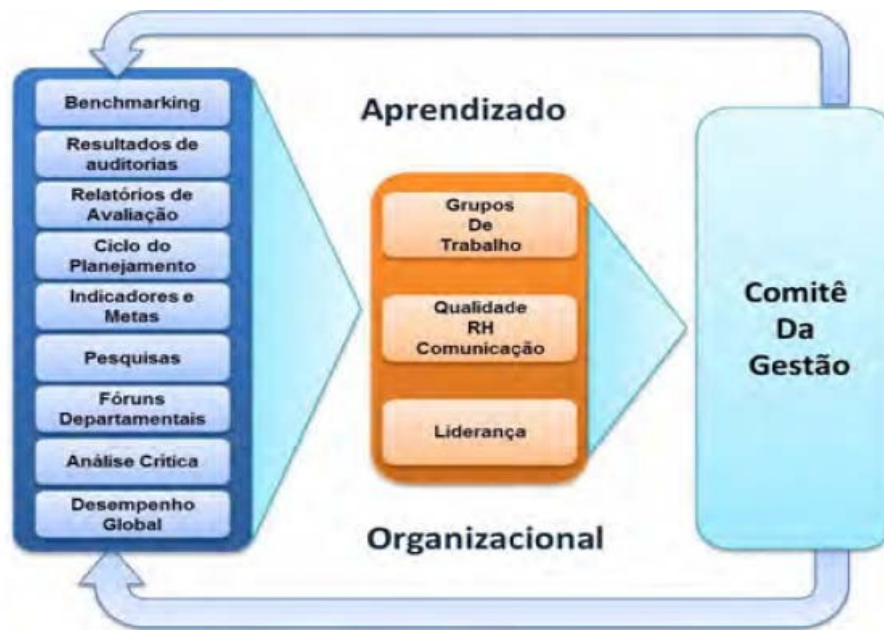 Benchmarking
Resultados de
auditorias
Relatórios de
Avaliação
Ciclo do
Planejamento
Indicadores e
Metas
Pesquisas
Fóruns
Departamentais
Análise Critica
Desempenho
Global
Aprendizado
Grupos
De
Trabalho
Qualidade
RH
Comunicação
Liderança
Organizacional
Comitê
Da
Gestão